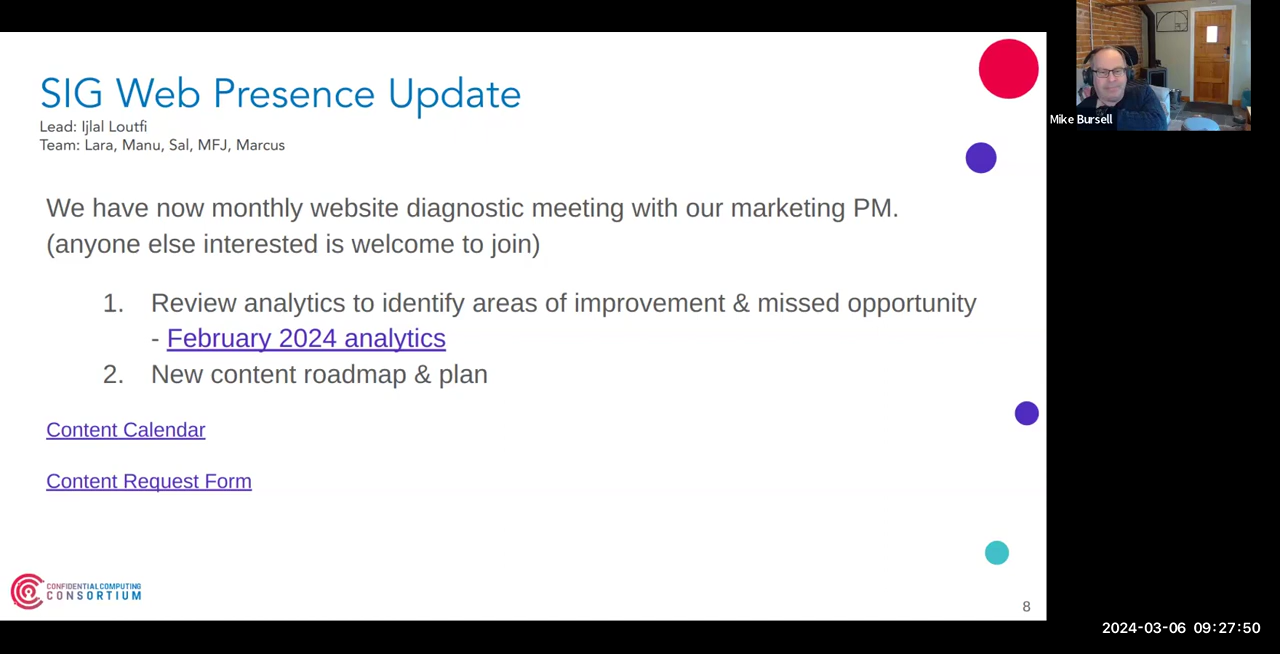 SIG Web Presence Update
Lead: Ijlal Loutfi
Team: Lara, Manu, Sal, MFJ, Marcus
We have now monthly website diagnostic meeting with our marketing PM.
(anyone else interested is welcome to join)
1. Review analytics to identify areas of improvement & missed opportunity
- February 2024 analytics
2. New content roadmap & plan
Content Calendar
Content Request Form
CONFIDENTIAL COMPUTING
CONSORTIUM
8
Mike Bursell
2024-03-06 09:27:50